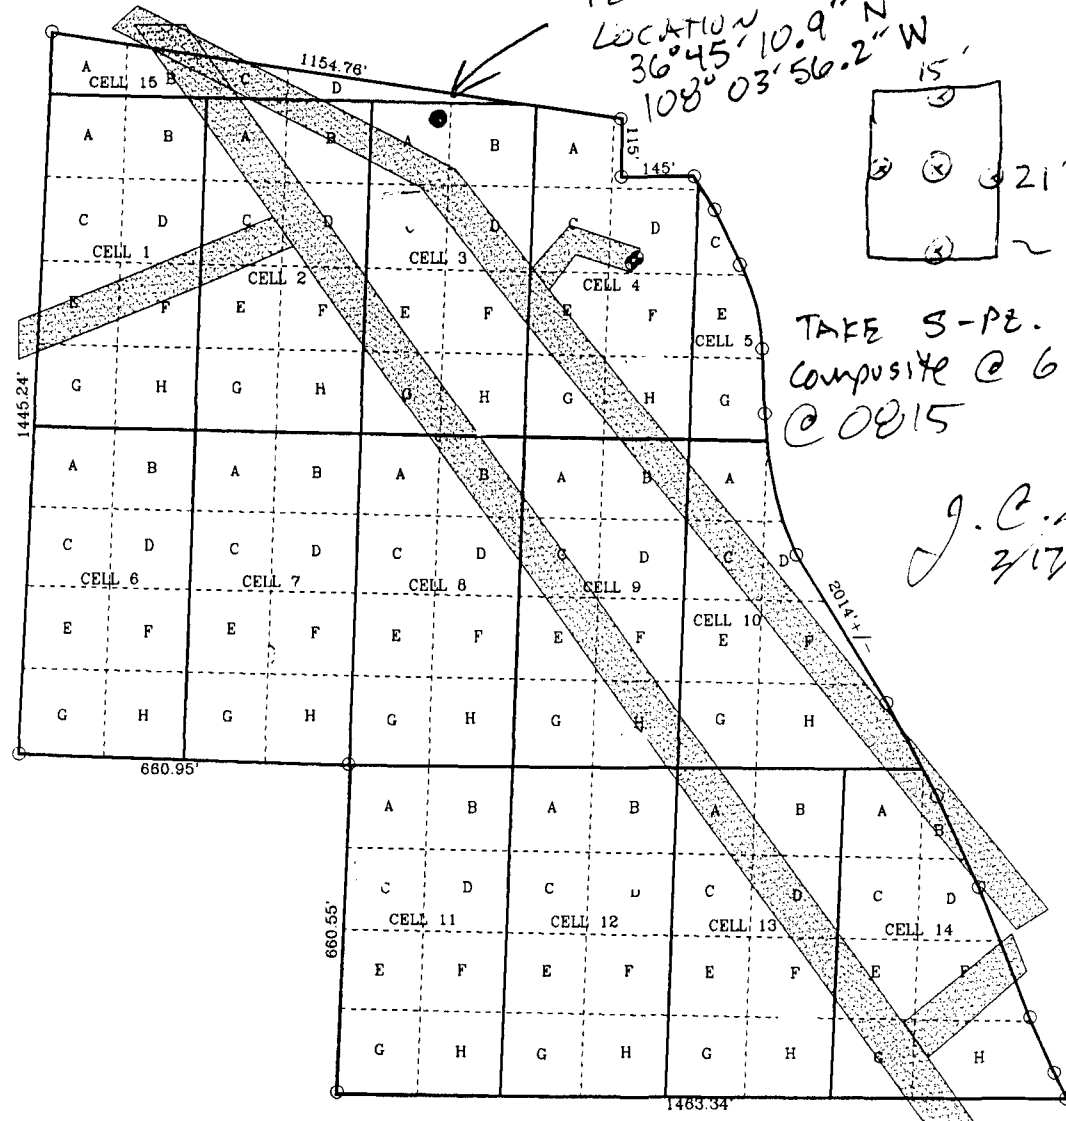 LOCATION
36°45'10.9" N
108° 03'56.2" W
15'
21'
TAKE 5-Pt.
Composite @ 6
@ 0815
J. C.
1154.76'
115'
145'
1445.24'
2014'+/-
660.95'
660.55'
1463.34'
A B C D
CELL 15
A B A B A B A
C D C D D C D C
CELL 1 CELL 2 CELL 3 CELL 4
E F E F E F E F E
CELL 5
G H G H G H G H G
A B A B A B A B A
C D C D C D G D C D
CELL 6 CELL 7 CELL 8 CELL 9 CELL 10
E F E F E F E F E F
G H G H G H G H G H
A B A B A B A B
C D C D C D C D
CELL 11 CELL 12 CELL 13 CELL 14
E F E F E F E F
G H G H G H G H